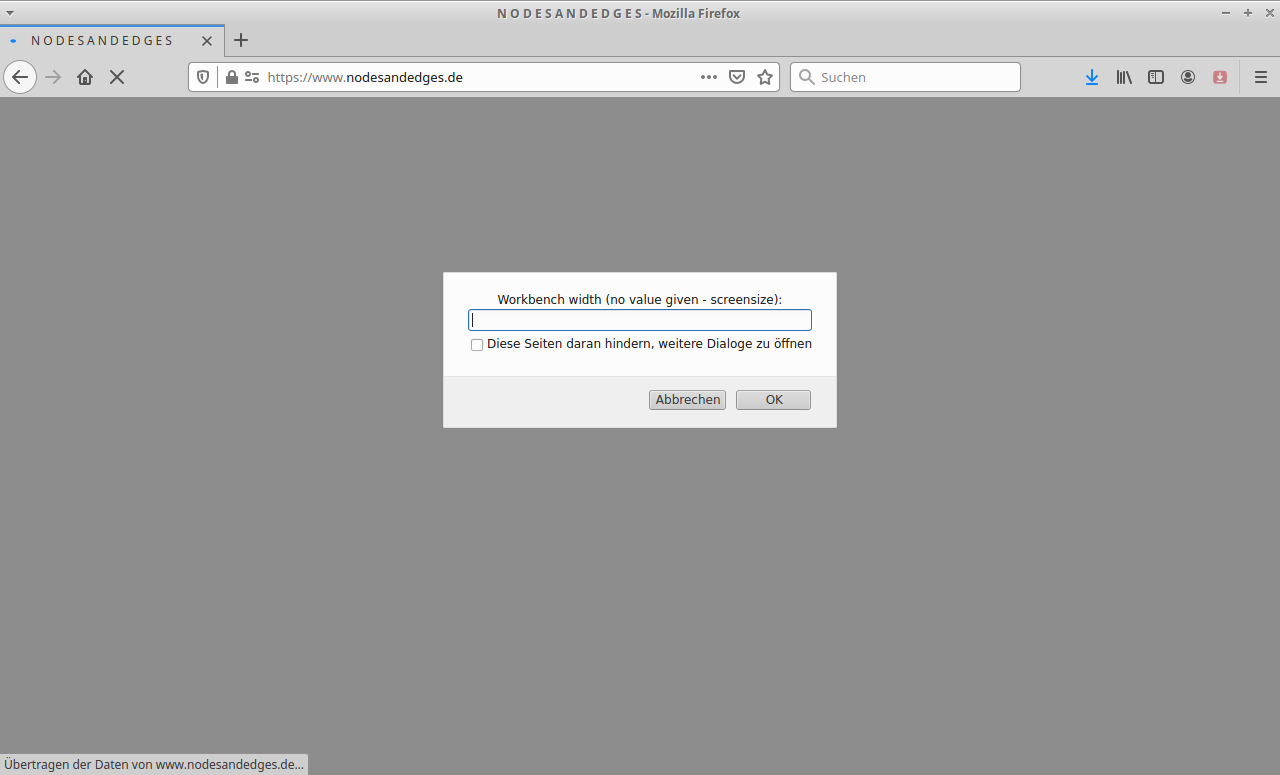 N O D E S A N D E D G E S - Mozilla Firefox
N O D E S A N D E D G E S
https://www.nodesandedges.de
Suchen
Workbench width (no value given - screensize):
Diese Seiten daran hindern, weitere Dialoge zu öffnen
Abbrechen
OK
Übertragen der Daten von www.nodesandedges.de...